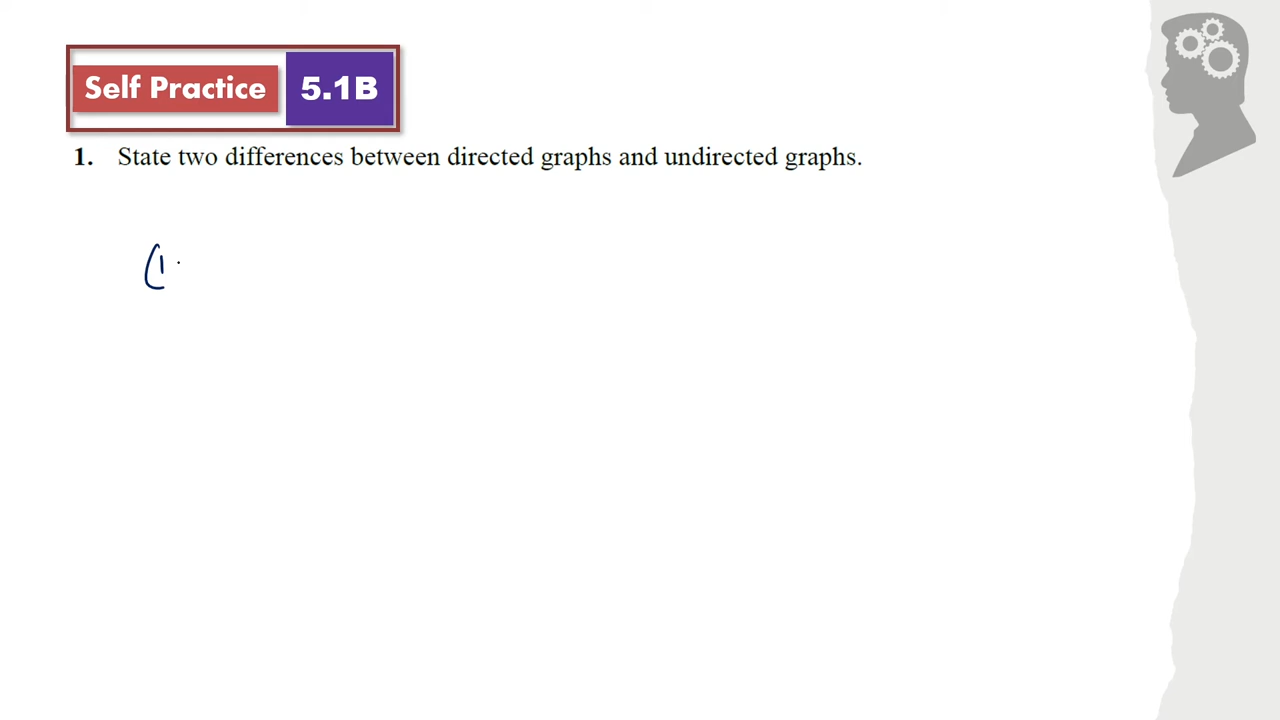 Self Practice 5.1B
1. State two differences between directed graphs and undirected graphs.
(1